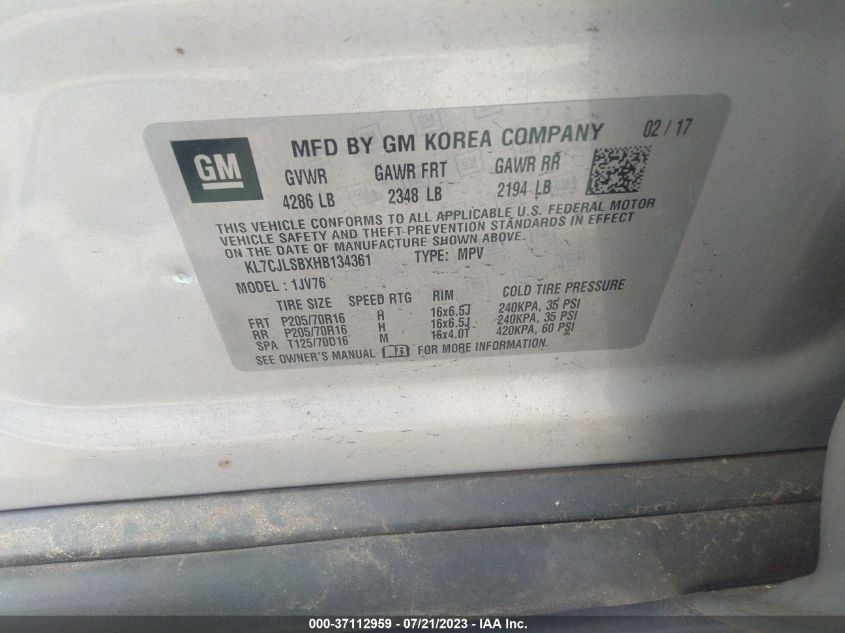 GM
MFD BY GM KOREA COMPANY 02 / 17
GVWR GAWR FRT GAWR RR
4286 LB 2348 LB 2194 LB
THIS VEHICLE CONFORMS TO ALL APPLICABLE U.S. FEDERAL MOTOR
VEHICLE SAFETY AND THEFT PREVENTION STANDARDS IN EFFECT
ON THE DATE OF MANUFACTURE SHOWN ABOVE.
KL7CJLSBXHB134361 TYPE: MPV
MODEL : 1JV76
TIRE SIZE SPEED RTG RIM COLD TIRE PRESSURE
FRT P205/70R16 H 16x6.5J 240KPA, 35 PSI
RR P205/70R16 H 16x6.5J 240KPA, 35 PSI
SPA T125/70D16 M 16x4.0T 420KPA, 60 PSI
SEE OWNER'S MANUAL FOR MORE INFORMATION.
000-37112959 - 07/21/2023 - IAA Inc.